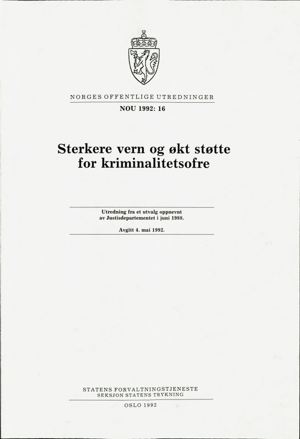 NORGES OFFENTLIGE UTREDNINGER
NOU 1992: 16
Sterkere vern og økt støtte
for kriminalitetsofre
Utredning fra et utvalg oppnevnt
av Justisdepartementet i juni 1988.
Avgitt 4. mai 1992.
STATENS FORVALTNINGSTJENESTE
SEKSJON STATENS TRYKNING
OSLO 1992